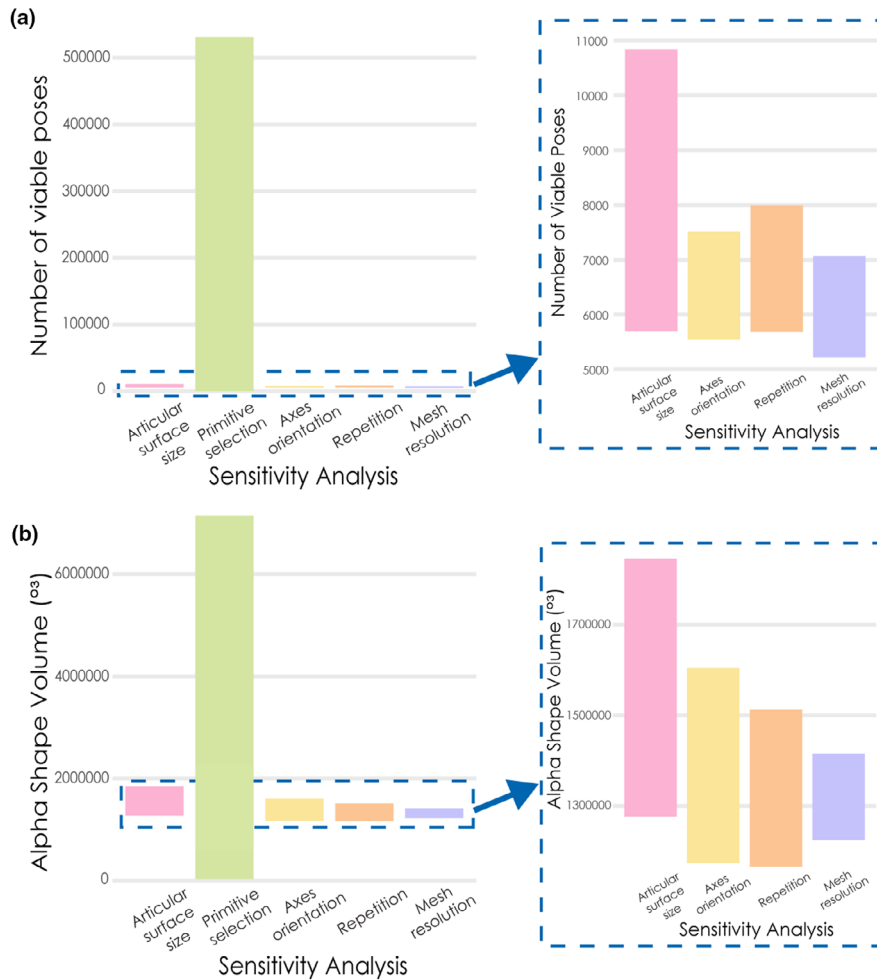 (a)
Number of viable poses
500000
400000
300000
200000
100000
0
Articular
surface
size
Primitive
selection
Axes
orientation
Repetition
Mesh
resolution
Sensitivity Analysis
Number of Viable Poses
11000
10000
9000
8000
7000
6000
5000
Articular
surface
size
Axes
orientation
Repetition
Mesh
resolution
Sensitivity Analysis
(b)
Alpha Shape Volume (º³)
6000000
4000000
2000000
0
Articular
surface
size
Primitive
selection
Axes
orientation
Repetition
Mesh
resolution
Sensitivity Analysis
Alpha Shape Volume (º³)
1700000
1500000
1300000
Articular
surface
size
Axes
orientation
Repetition
Mesh
resolution
Sensitivity Analysis